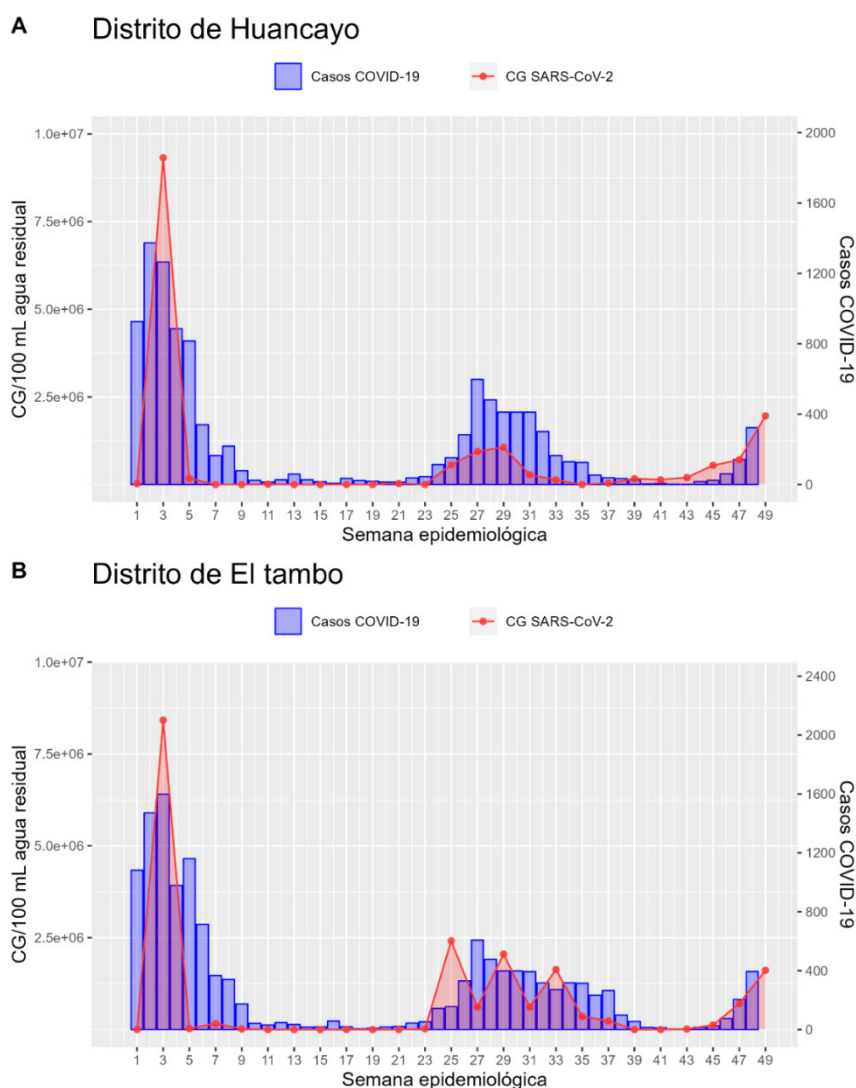 A Distrito de Huancayo
Casos COVID-19 CG SARS-CoV-2
CG/100 mL agua residual
1.0e+07
7.5e+06
5.0e+06
2.5e+06
2000
1600
1200
800
400
0
Casos COVID-19
1 3 5 7 9 11 13 15 17 19 21 23 25 27 29 31 33 35 37 39 41 43 45 47 49
Semana epidemiológica
B Distrito de El tambo
Casos COVID-19 CG SARS-CoV-2
CG/100 mL agua residual
1.0e+07
7.5e+06
5.0e+06
2.5e+06
2400
2000
1600
1200
800
400
0
Casos COVID-19
1 3 5 7 9 11 13 15 17 19 21 23 25 27 29 31 33 35 37 39 41 43 45 47 49
Semana epidemiológica